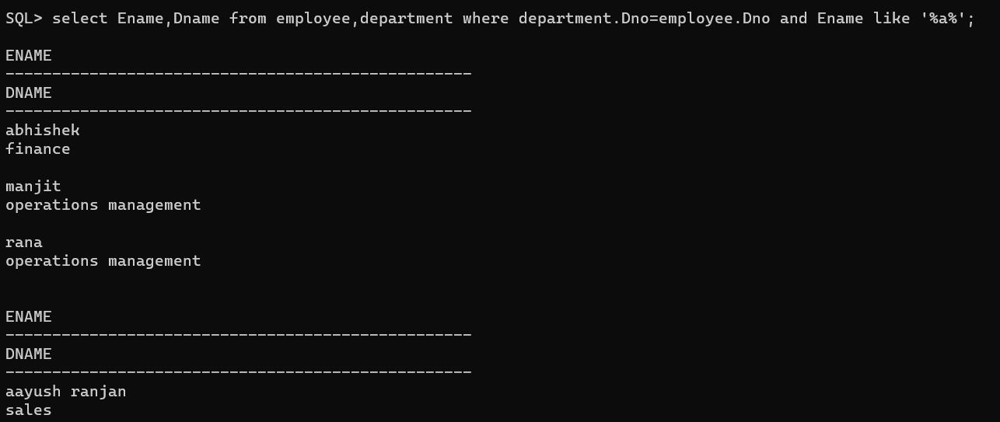 SQL> select Ename,Dname from employee,department where department.Dno=employee.Dno and Ename like '%a%';
ENAME
--------------------------------------------------
DNAME
--------------------------------------------------
abhishek
finance
manjit
operations management
rana
operations management
ENAME
--------------------------------------------------
DNAME
--------------------------------------------------
aayush ranjan
sales